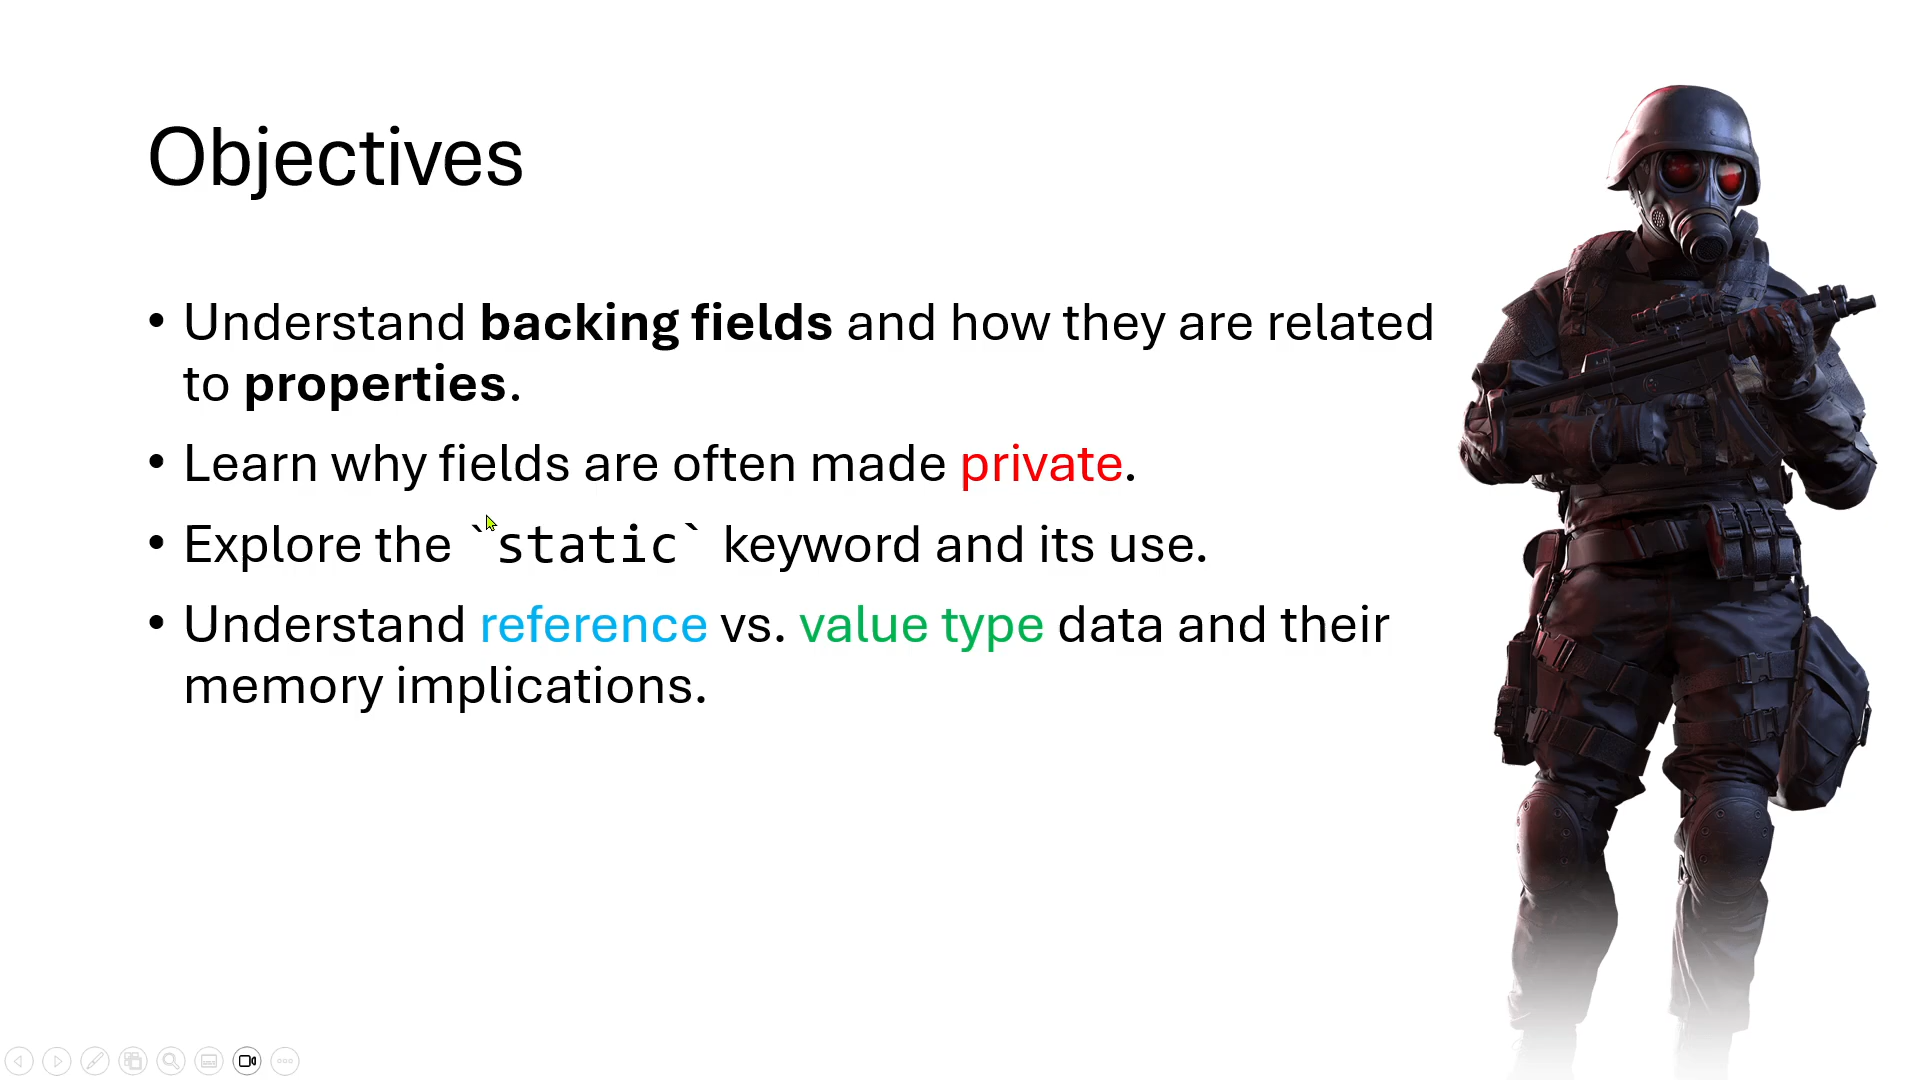 Objectives
• Understand backing fields and how they are related
to properties.
• Learn why fields are often made private.
• Explore the `static` keyword and its use.
• Understand reference vs. value type data and their
memory implications.